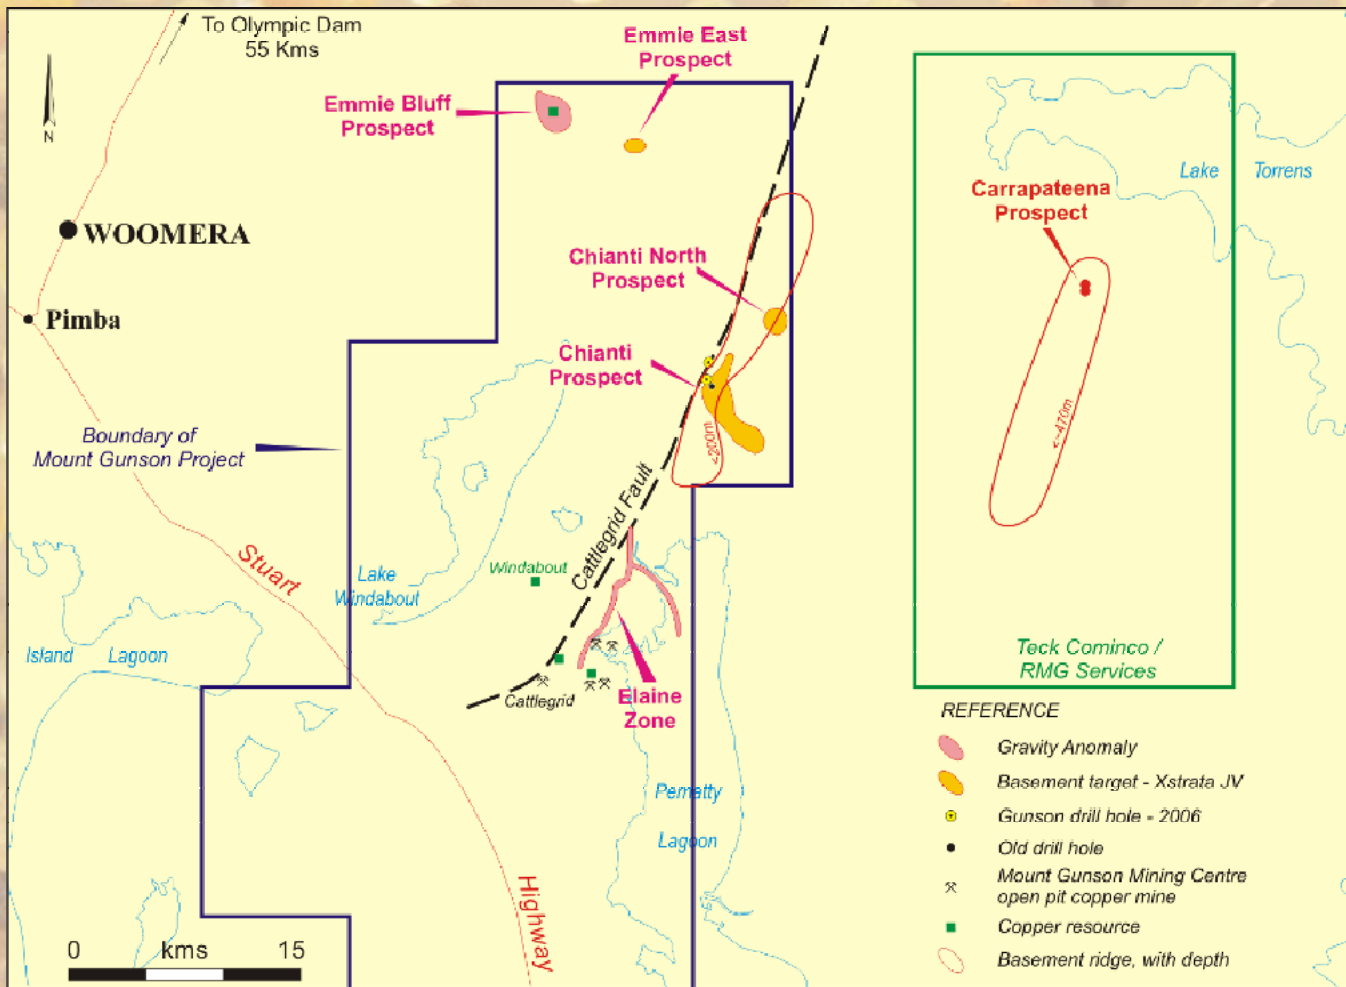 To Olympic Dam
55 Kms
N
Emmie East
Prospect
Emmie Bluff
Prospect
Lake Torrens
Carrapateena
Prospect
WOOMERA
Chianti North
Prospect
Pimba
Chianti
Prospect
<200m
<~470m
Boundary of
Mount Gunson Project
Cattlegrid Fault
Stuart
Windabout
Lake
Windabout
Island Lagoon
Teck Cominco /
RMG Services
Cattlegrid
Elaine
Zone
Pernatty
Lagoon
Highway
REFERENCE
Gravity Anomaly
Basement target - Xstrata JV
Gunson drill hole - 2006
Old drill hole
Mount Gunson Mining Centre
open pit copper mine
Copper resource
Basement ridge, with depth
0 kms 15